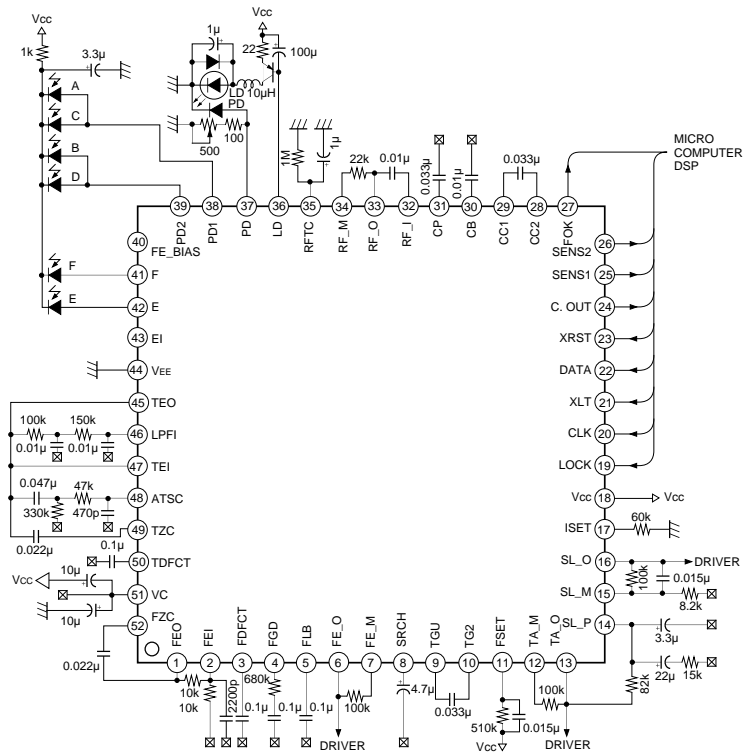 Vcc
1k
3.3µ
A
C
B
D
F
E
1µ
22
Vcc
100µ
LD
10µH
PD
500
100
1M
1µ
22k
0.01µ
0.033µ
0.01µ
0.033µ
MICRO
COMPUTER
DSP
39 38 37 36 35 34 33 32 31 30 29 28 27
PD2 PD1 PD LD RFTC RF_M RF_O RF_I CP CB CC1 CC2 FOK
40 FE_BIAS
41 F
42 E
43 EI
44 VEE
45 TEO
46 LPFI
47 TEI
48 ATSC
49 TZC
50 TDFCT
51 VC
52 FZC
100k
150k
0.01µ
0.01µ
0.047µ
47k
330k
470p
0.022µ
0.1µ
Vcc
10µ
10µ
0.022µ
SENS2 26
SENS1 25
C. OUT 24
XRST 23
DATA 22
XLT 21
CLK 20
LOCK 19
Vcc 18 Vcc
ISET 17
60k
SL_O 16 DRIVER
100k
0.015µ
SL_M 15
8.2k
SL_P 14
3.3µ
22µ
15k
82k
FEO FEI FDFCT FGD FLB FE_O FE_M SRCH TGU TG2 FSET TA_M TA_O
1 2 3 4 5 6 7 8 9 10 11 12 13
10k
10k
2200p
0.1µ
680k
0.1µ
0.1µ
100k
DRIVER
4.7µ
0.033µ
510k
0.015µ
Vcc
100k
DRIVER